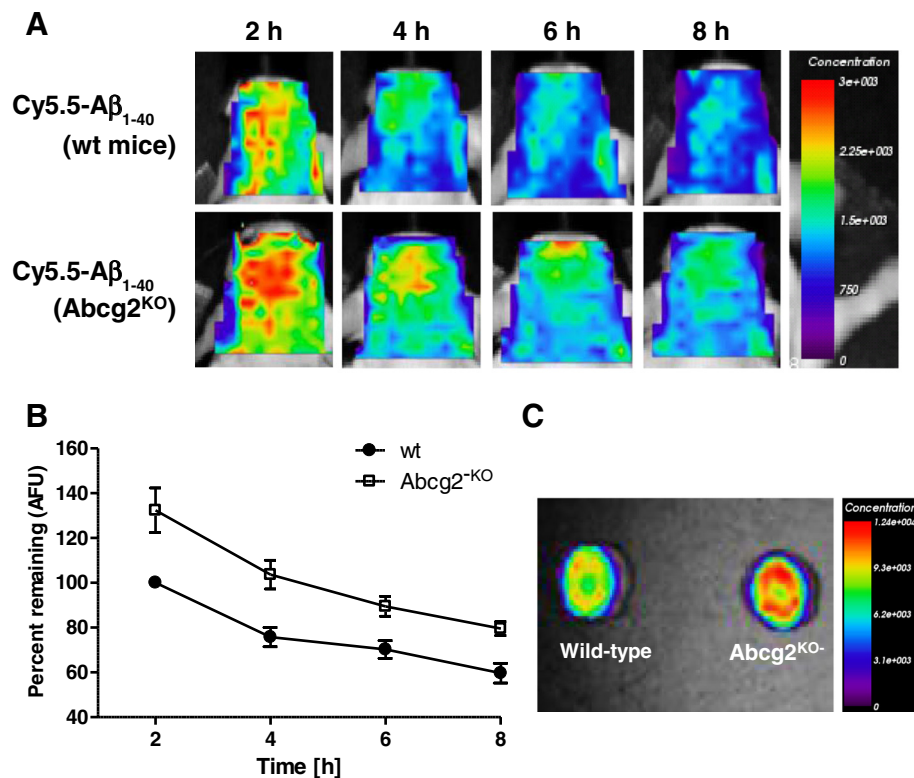 A
2 h 4 h 6 h 8 h
Cy5.5-Aβ1-40
(wt mice)
Cy5.5-Aβ1-40
(Abcg2KO)
Concentration
3e+003
2.25e+003
1.5e+003
750
0
B
160
140
120
100
80
60
40
Percent remaining (AFU)
2 4 6 8
Time [h]
wt
Abcg2-KO
C
Wild-type
Abcg2KO-
Concentration
1.24e+004
9.3e+003
6.2e+003
3.1e+003
0